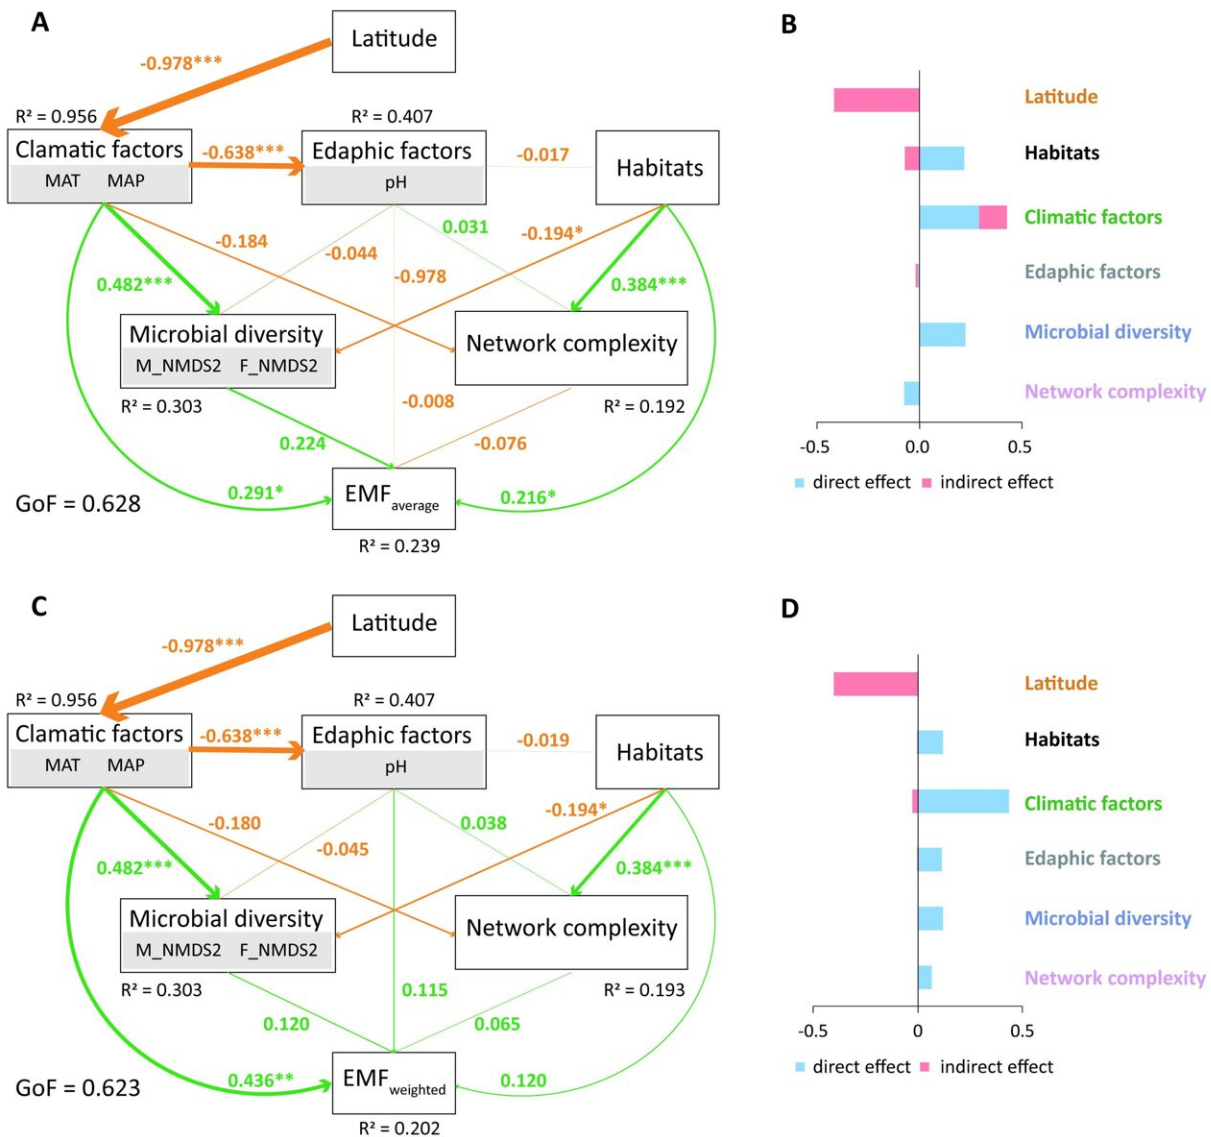 A
Latitude
-0.978***
R² = 0.956
R² = 0.407
Clamatic factors
MAT MAP
-0.638***
Edaphic factors
pH
-0.017
Habitats
-0.184
-0.044
0.031
-0.194*
-0.978
0.482***
0.384***
Microbial diversity
M_NMDS2 F_NMDS2
Network complexity
R² = 0.303
-0.008
R² = 0.192
0.224
-0.076
0.291*
EMFaverage
0.216*
GoF = 0.628
R² = 0.239
B
Latitude
Habitats
Climatic factors
Edaphic factors
Microbial diversity
Network complexity
-0.5 0.0 0.5
direct effect indirect effect
C
Latitude
-0.978***
R² = 0.956
R² = 0.407
Clamatic factors
MAT MAP
-0.638***
Edaphic factors
pH
-0.019
Habitats
-0.180
-0.045
0.038
-0.194*
0.482***
0.384***
Microbial diversity
M_NMDS2 F_NMDS2
Network complexity
R² = 0.303
0.115
R² = 0.193
0.120
0.065
0.436**
EMFweighted
0.120
GoF = 0.623
R² = 0.202
D
Latitude
Habitats
Climatic factors
Edaphic factors
Microbial diversity
Network complexity
-0.5 0 0.5
direct effect indirect effect